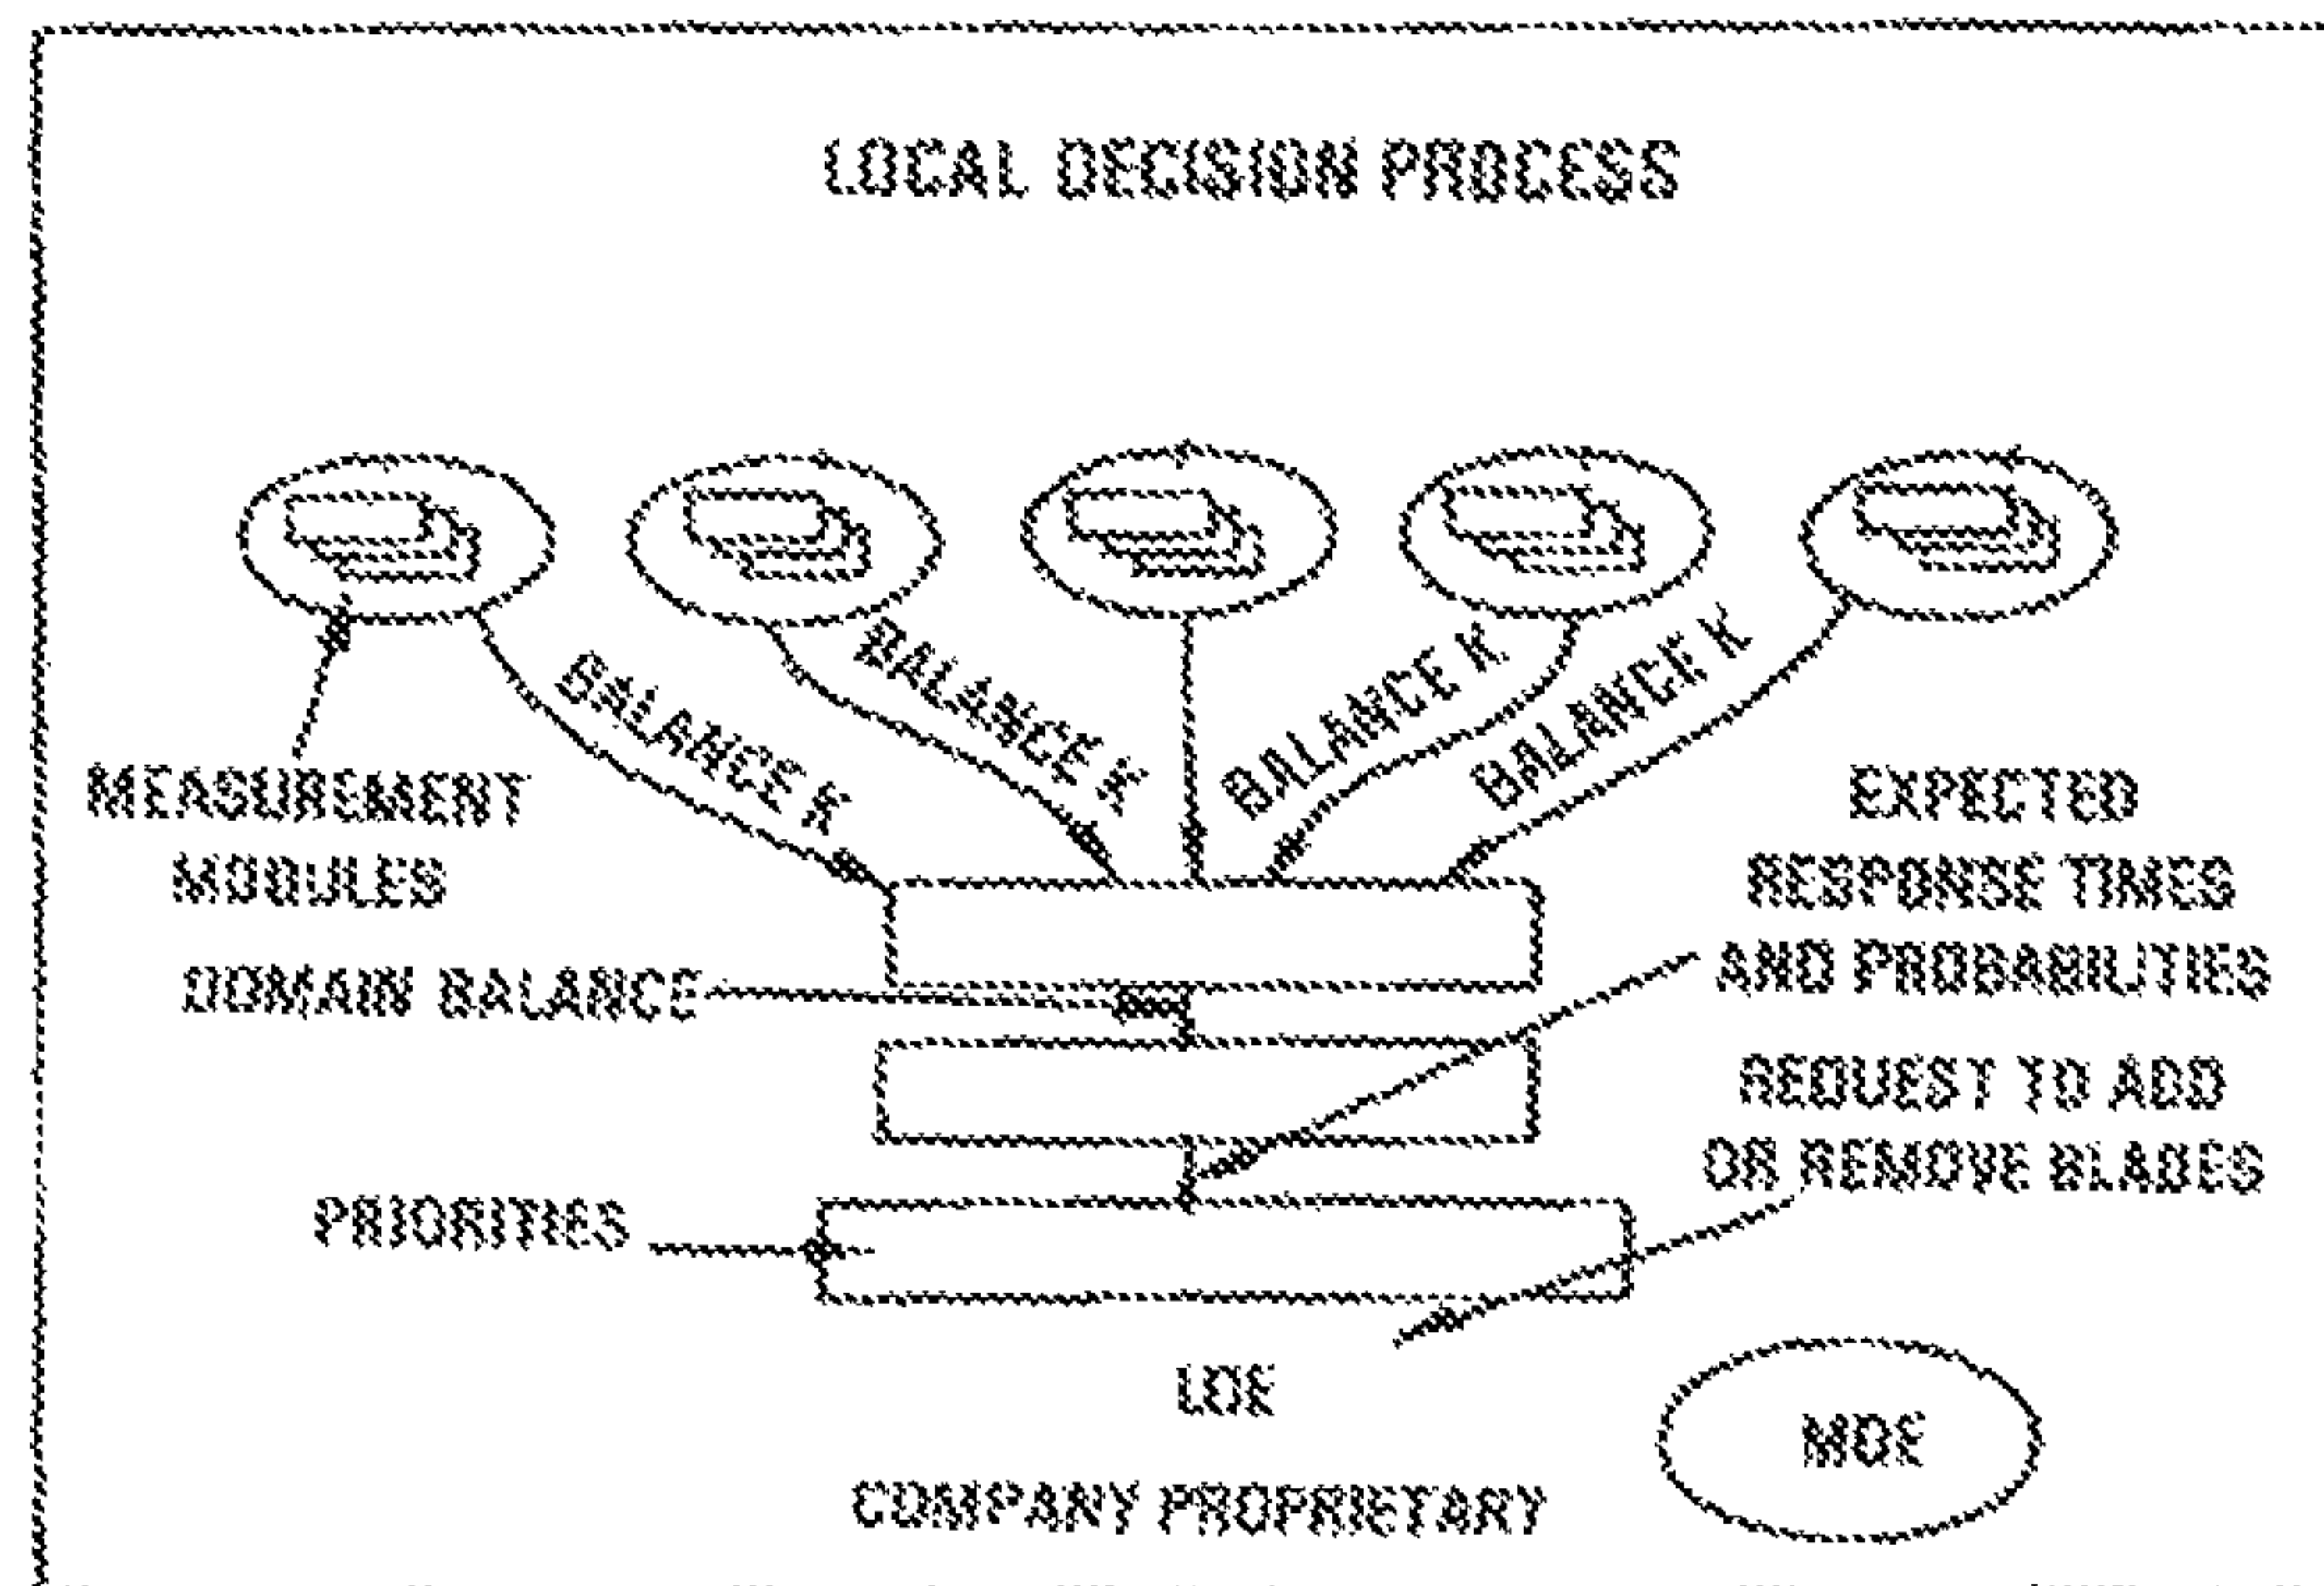 LOCAL DECISION PROCESS
BALANCE K
BALANCE K
BALANCE K
BALANCE K
MEASUREMENT
MODULES
EXPECTED
RESPONSE TIMES
AND PROBABILITIES
DOMAIN BALANCE
REQUEST TO ADD
OR REMOVE BLADES
PRIORITIES
LDE
MDE
COMPANY PROPRIETARY